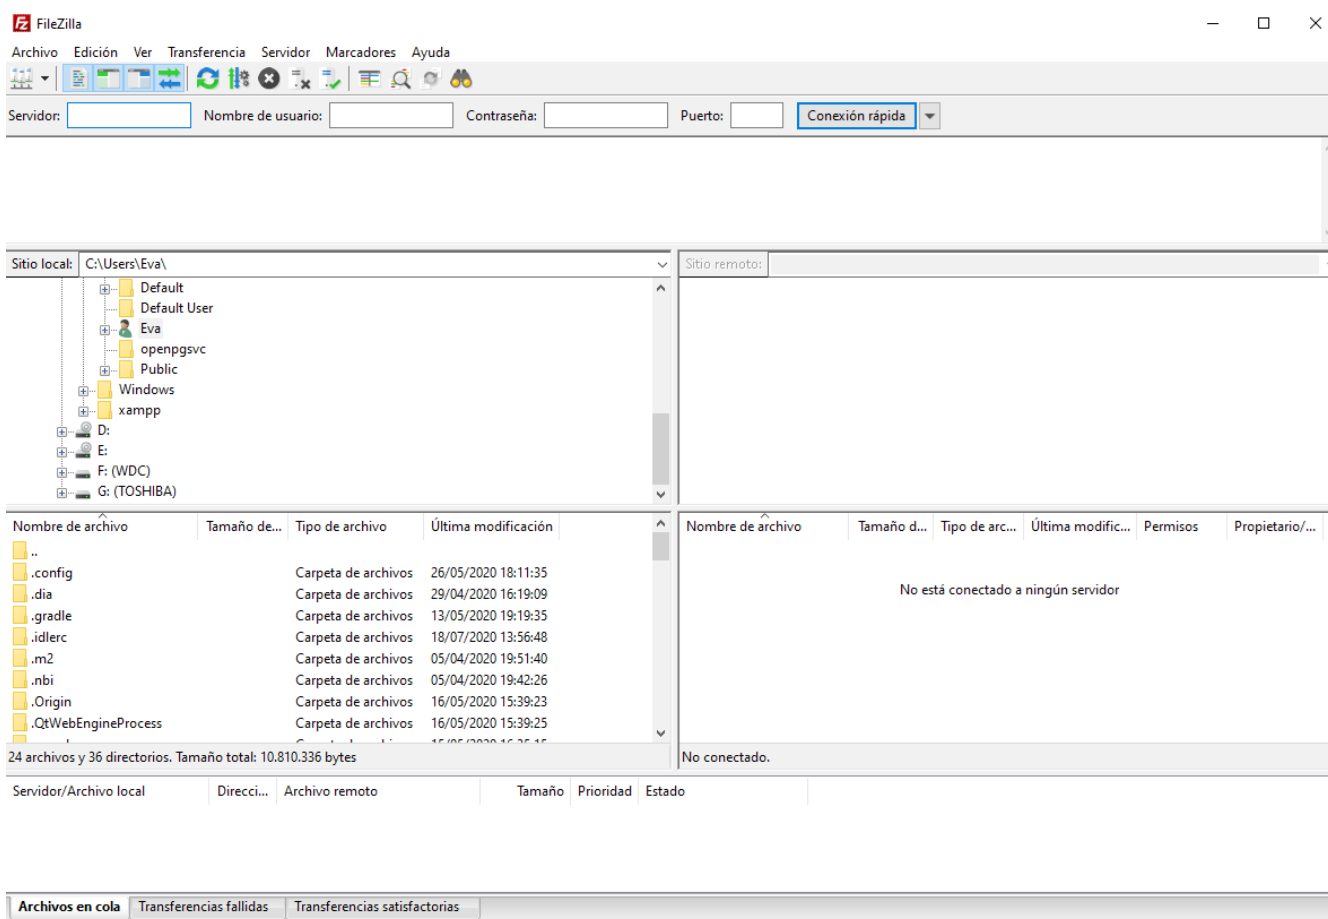 FileZilla
Archivo Edición Ver Transferencia Servidor Marcadores Ayuda
Servidor: Nombre de usuario: Contraseña: Puerto: Conexión rápida
Sitio local: C:\Users\Eva\
Default
Default User
Eva
openpgsvc
Public
Windows
xampp
D:
E:
F: (WDC)
G: (TOSHIBA)
Sitio remoto:
Nombre de archivo Tamaño de... Tipo de archivo Última modificación
..
.config Carpeta de archivos 26/05/2020 18:11:35
.dia Carpeta de archivos 29/04/2020 16:19:09
.gradle Carpeta de archivos 13/05/2020 19:19:35
.idlerc Carpeta de archivos 18/07/2020 13:56:48
.m2 Carpeta de archivos 05/04/2020 19:51:40
.nbi Carpeta de archivos 05/04/2020 19:42:26
.Origin Carpeta de archivos 16/05/2020 15:39:23
.QtWebEngineProcess Carpeta de archivos 16/05/2020 15:39:25
24 archivos y 36 directorios. Tamaño total: 10.810.336 bytes
Nombre de archivo Tamaño d... Tipo de arc... Última modific... Permisos Propietario/...
No está conectado a ningún servidor
No conectado.
Servidor/Archivo local Direcci... Archivo remoto Tamaño Prioridad Estado
Archivos en cola Transferencias fallidas Transferencias satisfactorias